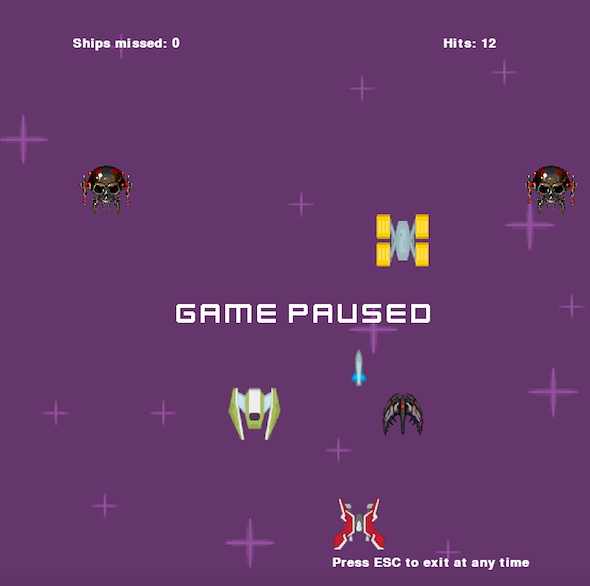 Ships missed: 0
Hits: 12
GAME PAUSED
Press ESC to exit at any time